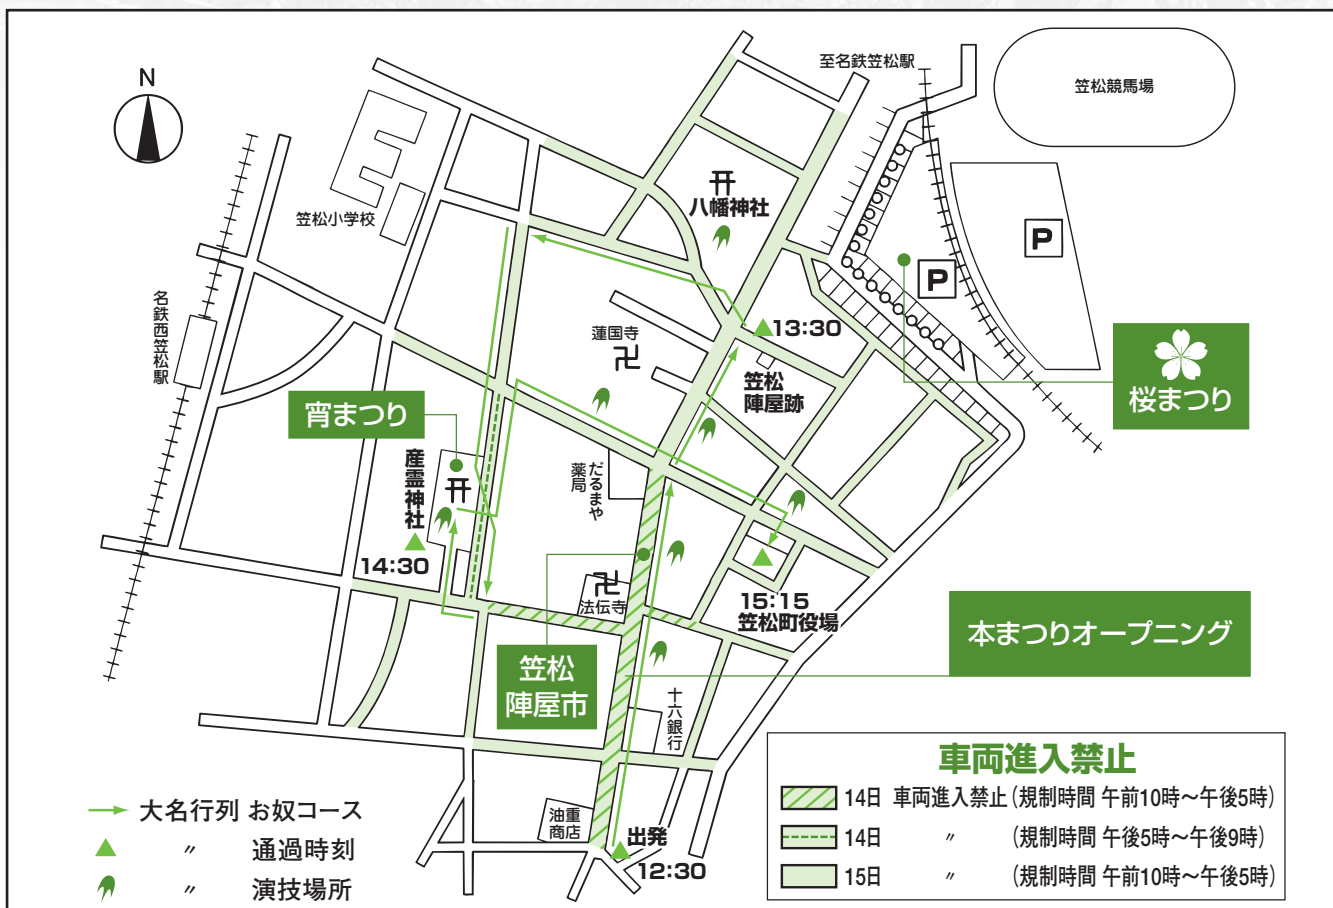 N
至名鉄笠松駅
笠松競馬場
笠松小学校
八幡神社
P
P
名鉄西笠松駅
蓮国寺
13:30
笠松
陣屋跡
桜まつり
宵まつり
産霊神社
14:30
だるまや
薬局
法伝寺
15:15
笠松町役場
本まつりオープニング
笠松
陣屋市
十六銀行
油重
商店
出発
12:30
大名行列 お奴コース
〃 通過時刻
〃 演技場所
車両進入禁止
14日 車両進入禁止(規制時間 午前10時〜午後5時)
14日 〃 (規制時間 午後5時〜午後9時)
15日 〃 (規制時間 午前10時〜午後5時)